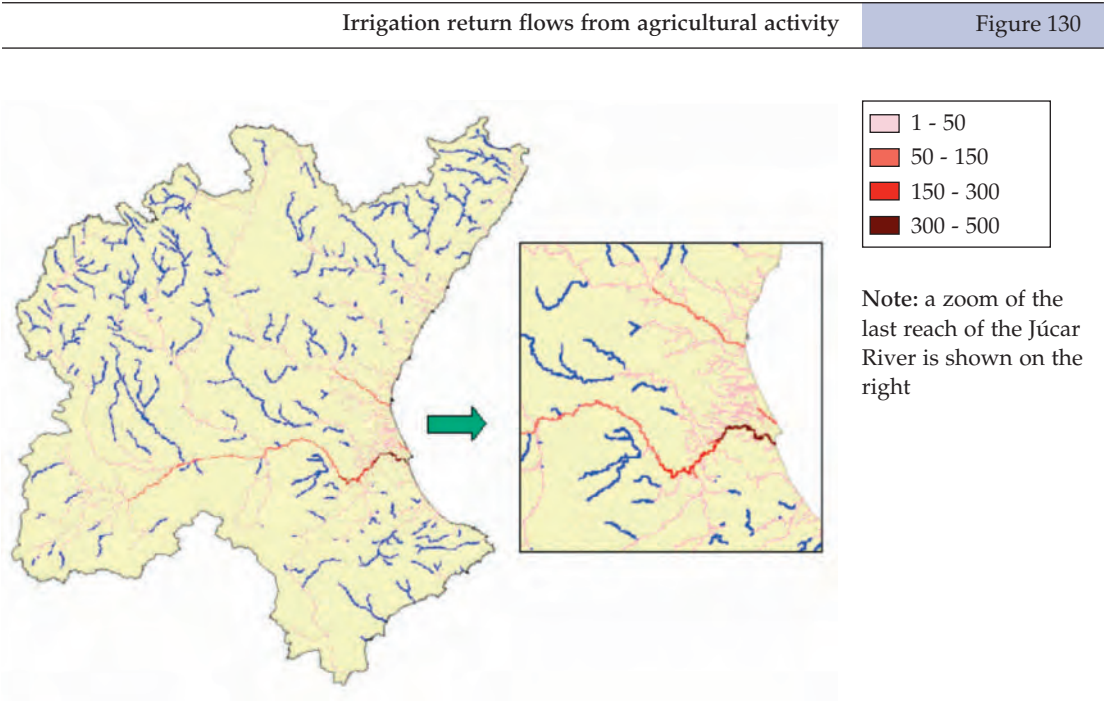 Irrigation return flows from agricultural activity
Figure 130
1 - 50
50 - 150
150 - 300
300 - 500
Note: a zoom of the
last reach of the Júcar
River is shown on the
right